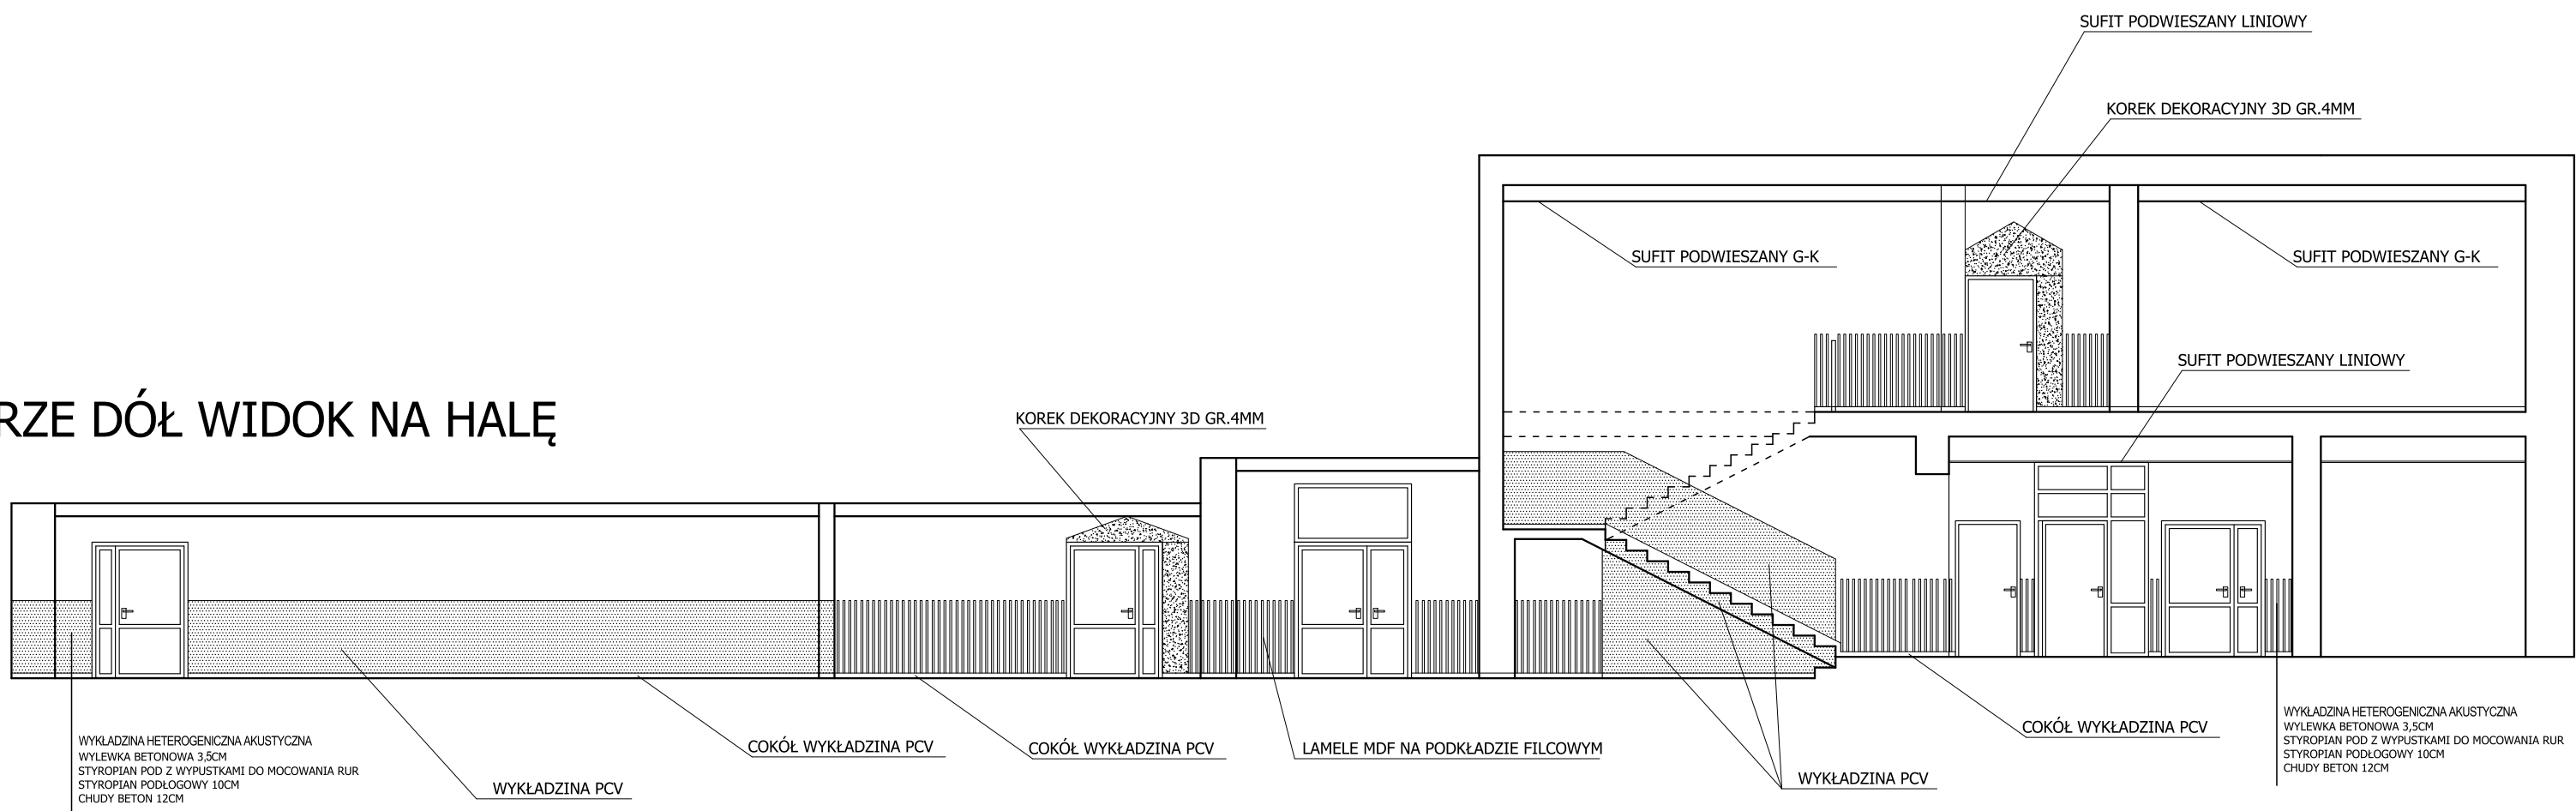 SUFIT PODWIESZANY LINIOWY
KOREK DEKORACYJNY 3D GR.4MM
SUFIT PODWIESZANY G-K
SUFIT PODWIESZANY G-K
SUFIT PODWIESZANY LINIOWY
RZE DÓŁ WIDOK NA HALĘ
KOREK DEKORACYJNY 3D GR.4MM
WYKŁADZINA HETEROGENICZNA AKUSTYCZNA
WYLEWKA BETONOWA 3,5CM
STYROPIAN POD Z WYPUSTKAMI DO MOCOWANIA RUR
STYROPIAN PODŁOGOWY 10CM
CHUDY BETON 12CM
WYKŁADZINA PCV
COKÓŁ WYKŁADZINA PCV
COKÓŁ WYKŁADZINA PCV
LAMELE MDF NA PODKŁADZIE FILCOWYM
WYKŁADZINA PCV
COKÓŁ WYKŁADZINA PCV
WYKŁADZINA HETEROGENICZNA AKUSTYCZNA
WYLEWKA BETONOWA 3,5CM
STYROPIAN POD Z WYPUSTKAMI DO MOCOWANIA RUR
STYROPIAN PODŁOGOWY 10CM
CHUDY BETON 12CM